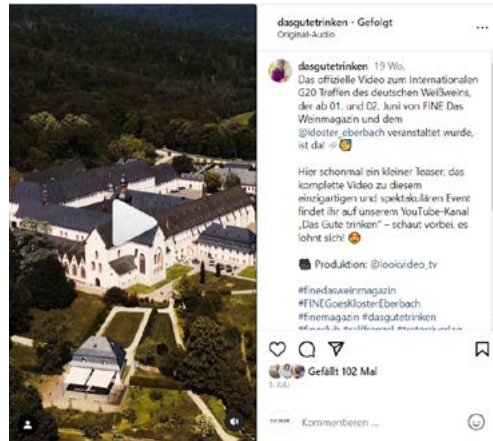 dasgutetrinken • Gefolgt
Original-Audio
dasgutetrinken 19 Wo.
Das offizielle Video zum Internationalen
G20 Treffen des deutschen Weißweins,
der ab 01. und 02. Juni von FINE Das
Weinmagazin und dem
@kloster_eberbach veranstaltet wurde,
ist da!
Hier schonmal ein kleiner Teaser, das
komplette Video zu diesem
einzigartigen und spektakulären Event
findet ihr auf unserem YouTube-Kanal
„Das Gute trinken“ – schaut vorbei, es
lohnt sich!
Produktion: @lookvideo_tv
#finedasweinmagazin
#FINEGoesKlosterEberbach
#finemagazin #dasgutetrinken
#fineclub #ralffrenzel #tretorriverlag
Gefällt 102 Mal
3. JULI
Kommentieren ...